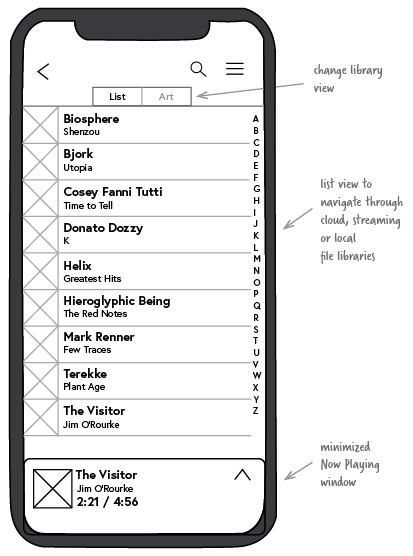 change library
view
List
Art
Biosphere
Shenzou
Bjork
Utopia
Cosey Fanni Tutti
Time to Tell
Donato Dozzy
K
Helix
Greatest Hits
Hieroglyphic Being
The Red Notes
Mark Renner
Few Traces
Terekke
Plant Age
The Visitor
Jim O'Rourke
A
B
C
D
E
F
G
H
I
J
K
L
M
N
O
P
Q
R
S
T
U
V
W
X
Y
Z
list view to
navigate through
cloud, streaming
or local
file libraries
The Visitor
Jim O'Rourke
2:21 / 4:56
minimized
Now Playing
window